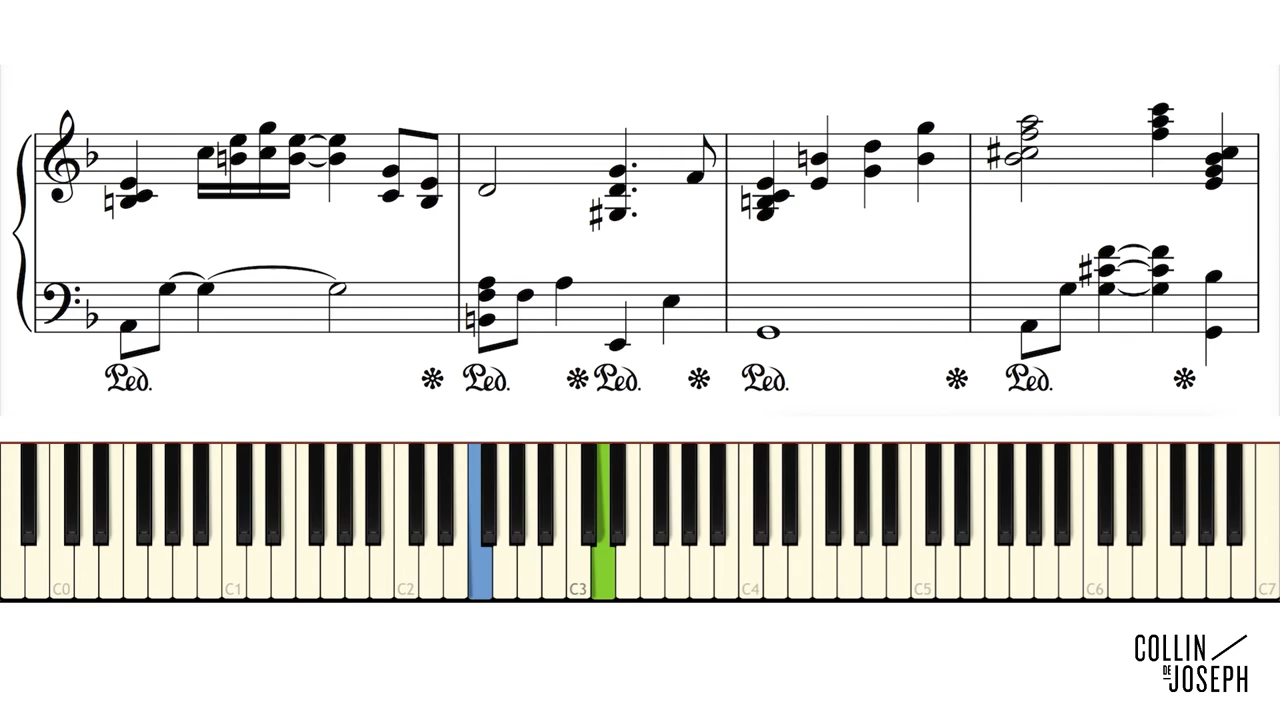 Ped. Ped. Ped. Ped. Ped.
C0 C1 C2 C3 C4 C5 C6 C7
COLLIN
DE
JOSEPH